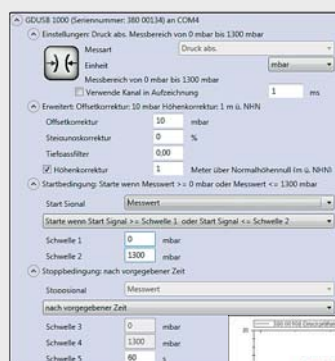 GDUSB 1000 (Seriennummer: 380 00134) an COM4
Einstellungen: Druck abs. Messbereich von 0 mbar bis 1300 mbar
Messart Druck abs.
Einheit mbar
Messbereich von 0 mbar bis 1300 mbar
Verwende Kanal in Aufzeichnung 1 ms
Erweitert: Offsetkorrektur: 10 mbar Höhenkorrektur: 1 m ü. NHN
Offsetkorrektur 10 mbar
Steigungskorrektur 0 %
Tiefpassfilter 0,00
Höhenkorrektur 1 Meter über Normalhöhennull (m ü. NHN)
Startbedingung: Starte wenn Messwert >= 0 mbar oder Messwert <= 1300 mbar
Start Signal Messwert
Starte wenn Start Signal >= Schwelle 1 oder Start Signal <= Schwelle 2
Schwelle 1 0 mbar
Schwelle 2 1300 mbar
Stoppbedingung: nach vorgegebener Zeit
Stoppsignal Messwert
nach vorgegebener Zeit
Schwelle 3 0 mbar
Schwelle 4 1300 mbar
Schwelle 5 60 s